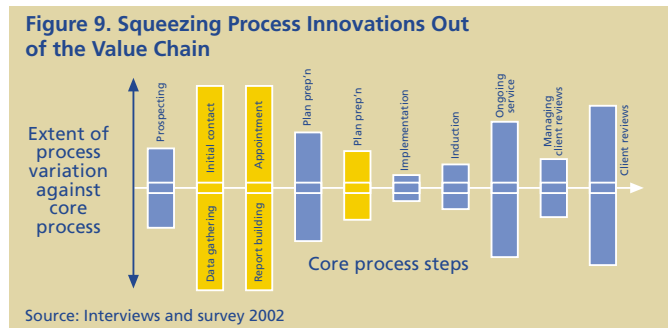 Figure 9. Squeezing Process Innovations Out
of the Value Chain
Extent of
process
variation
against
core
process
Prospecting
Initial contact
Data gathering
Appointment
Report building
Plan prep'n
Plan prep'n
Implementation
Induction
Ongoing
service
Managing
client reviews
Client reviews
Core process steps
Source: Interviews and survey 2002